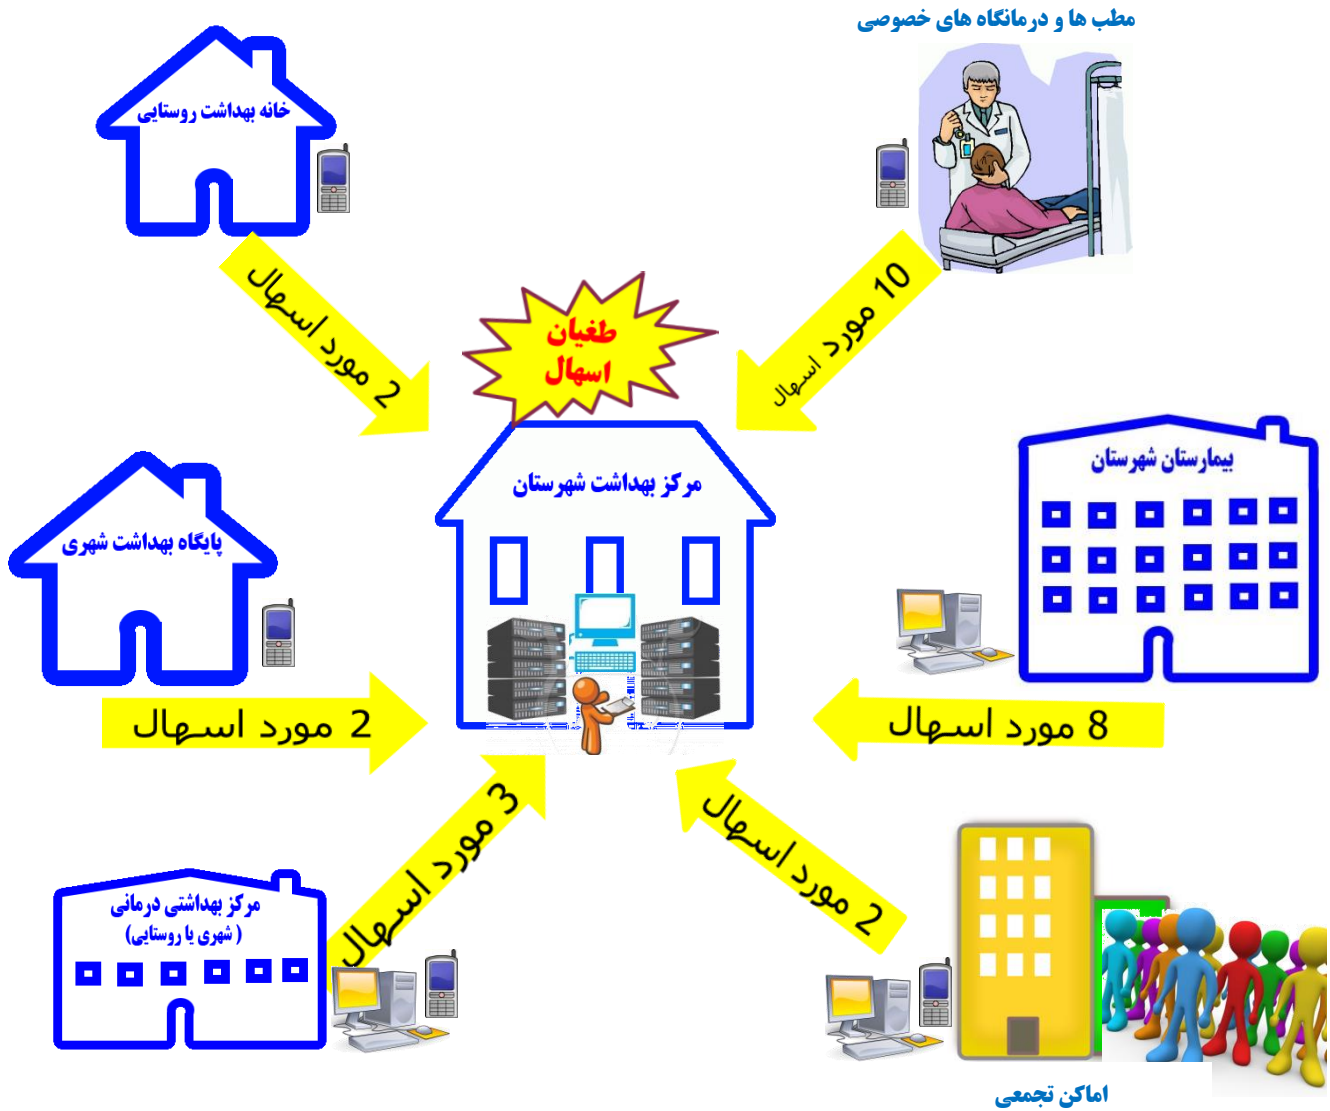 مطب ها و درمانگاه های خصوصی
خانه بهداشت روستایی
10 مورد اسهال
2 مورد اسهال
طغیان
اسهال
بیمارستان شهرستان
مرکز بهداشت شهرستان
پایگاه بهداشت شهری
8 مورد اسهال
2 مورد اسهال
3 مورد اسهال
2 مورد اسهال
مرکز بهداشتی درمانی
( شهری یا روستایی)
اماکن تجمعی